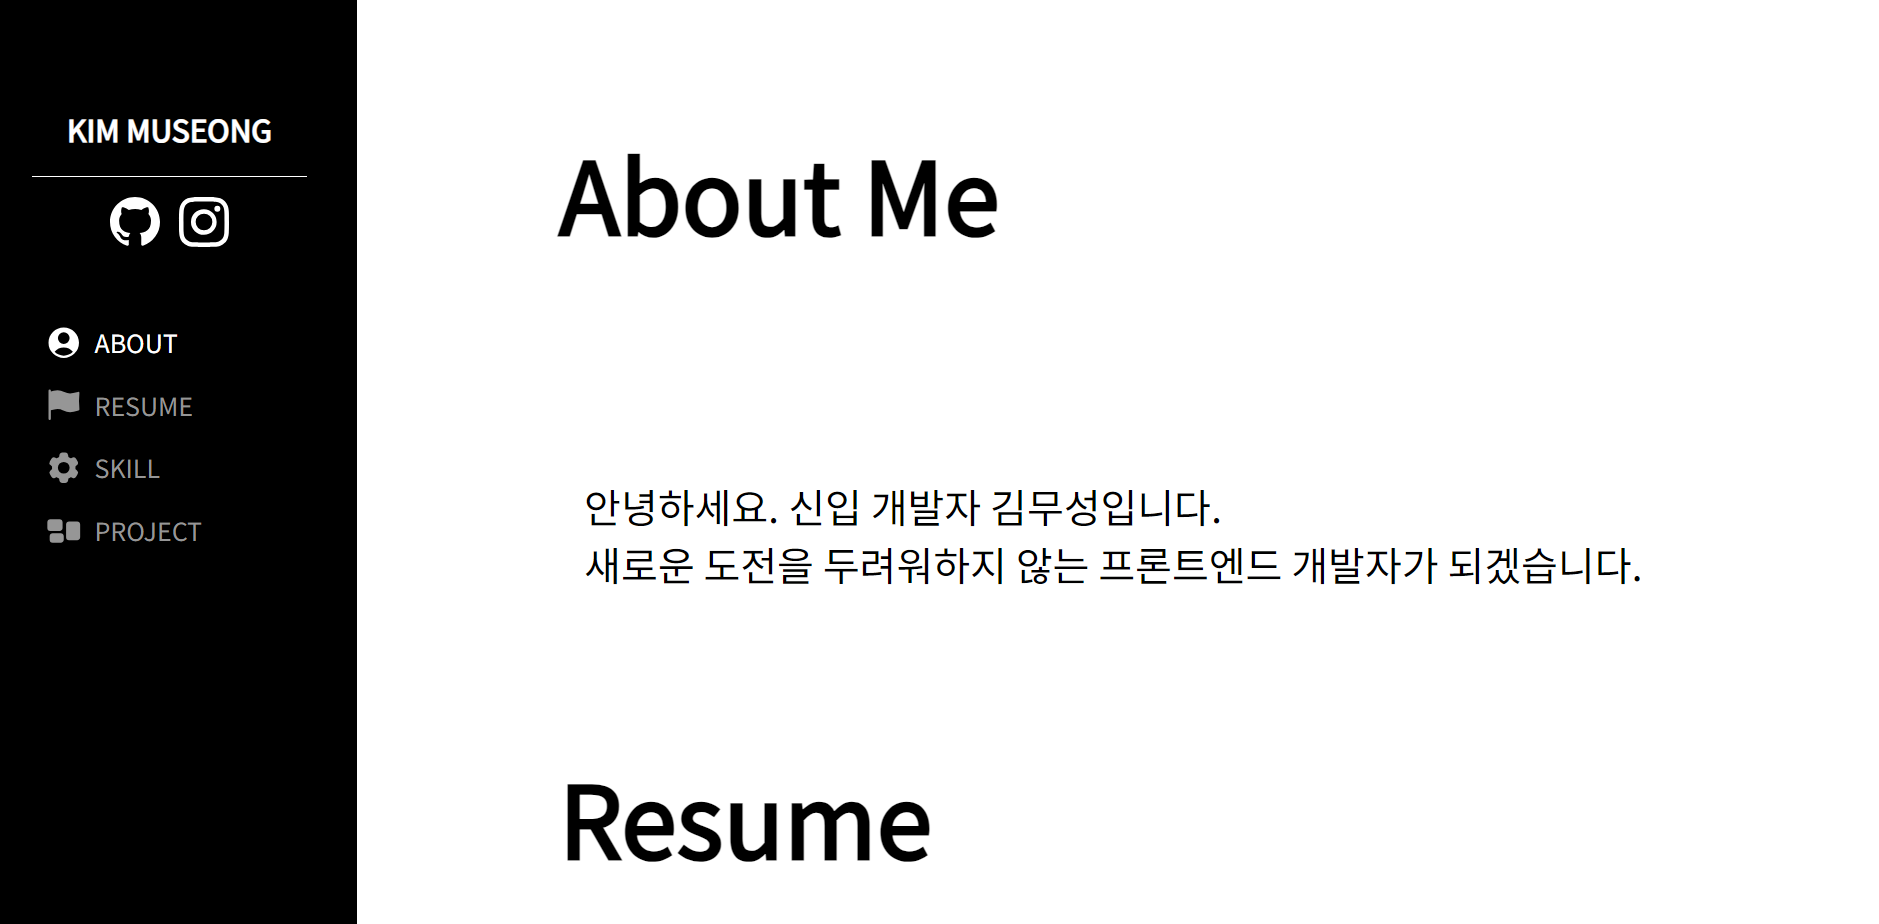 KIM MUSEONG
ABOUT
RESUME
SKILL
PROJECT
About Me
안녕하세요. 신입 개발자 김무성입니다.
새로운 도전을 두려워하지 않는 프론트엔드 개발자가 되겠습니다.
Resume